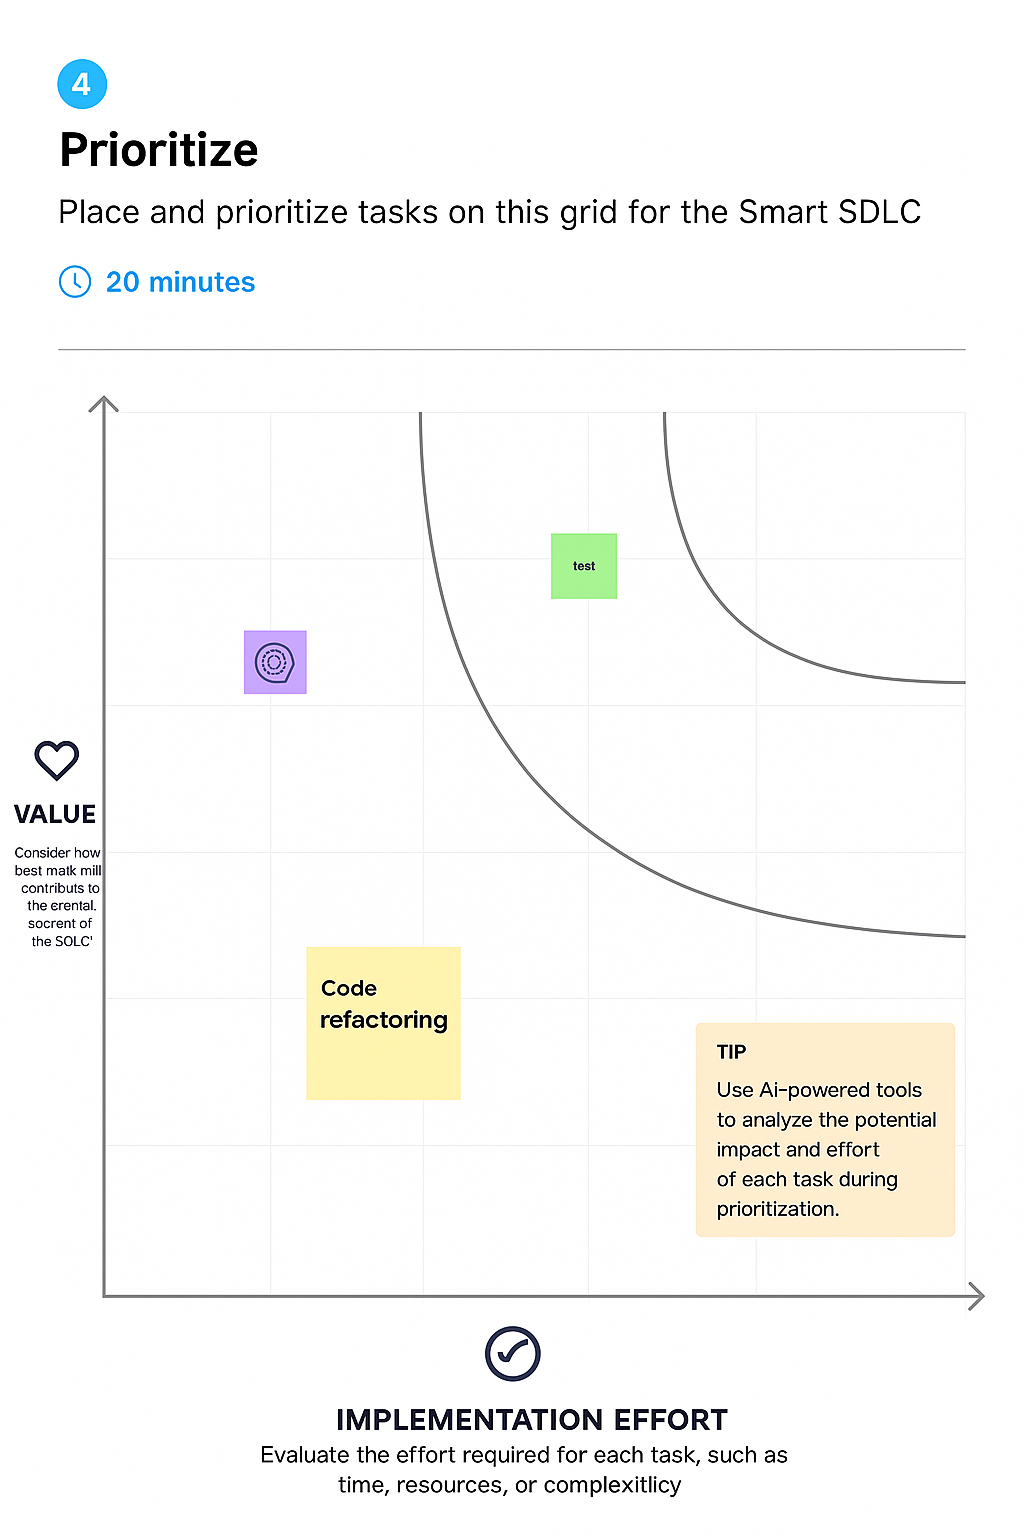 4
Prioritize
Place and prioritize tasks on this grid for the Smart SDLC
20 minutes
test
VALUE
Consider how
best matk mill
contributs to
the erental.
socrent of
the SOLC'
Code
refactoring
TIP
Use Ai-powered tools
to analyze the potential
impact and effort
of each task during
prioritization.
IMPLEMENTATION EFFORT
Evaluate the effort required for each task, such as
time, resources, or complexitlicy